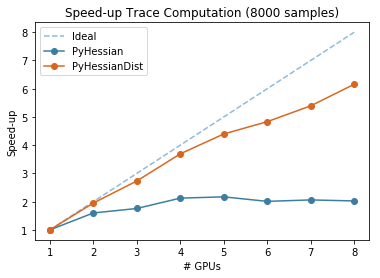 Speed-up Trace Computation (8000 samples)
Ideal
PyHessian
PyHessianDist
8
7
6
5
4
3
2
1
Speed-up
1 2 3 4 5 6 7 8
# GPUs